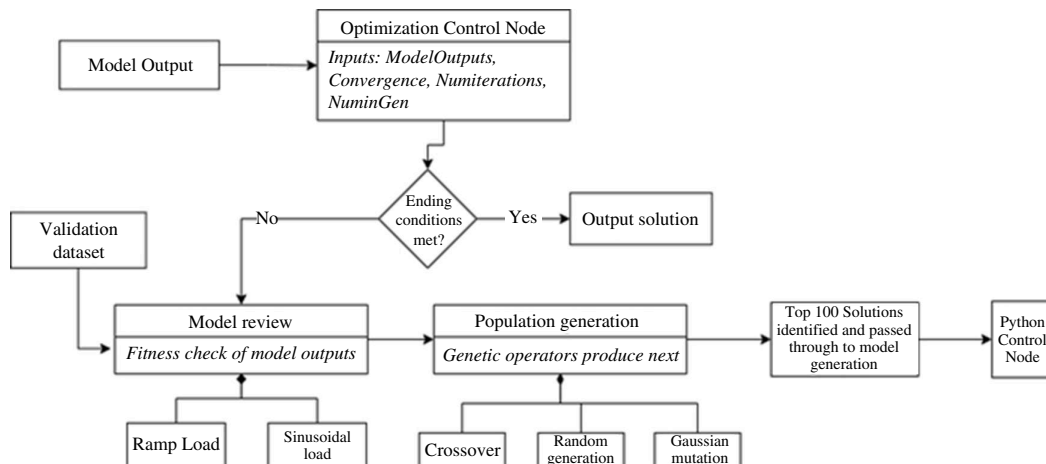 Model Output
Optimization Control Node
Inputs: ModelOutputs,
Convergence, Numiterations,
NuminGen
Ending
conditions
met?
No
Yes
Output solution
Validation
dataset
Model review
Fitness check of model outputs
Population generation
Genetic operators produce next
Top 100 Solutions
identified and passed
through to model
generation
Python
Control
Node
Ramp Load
Sinusoidal
load
Crossover
Random
generation
Gaussian
mutation